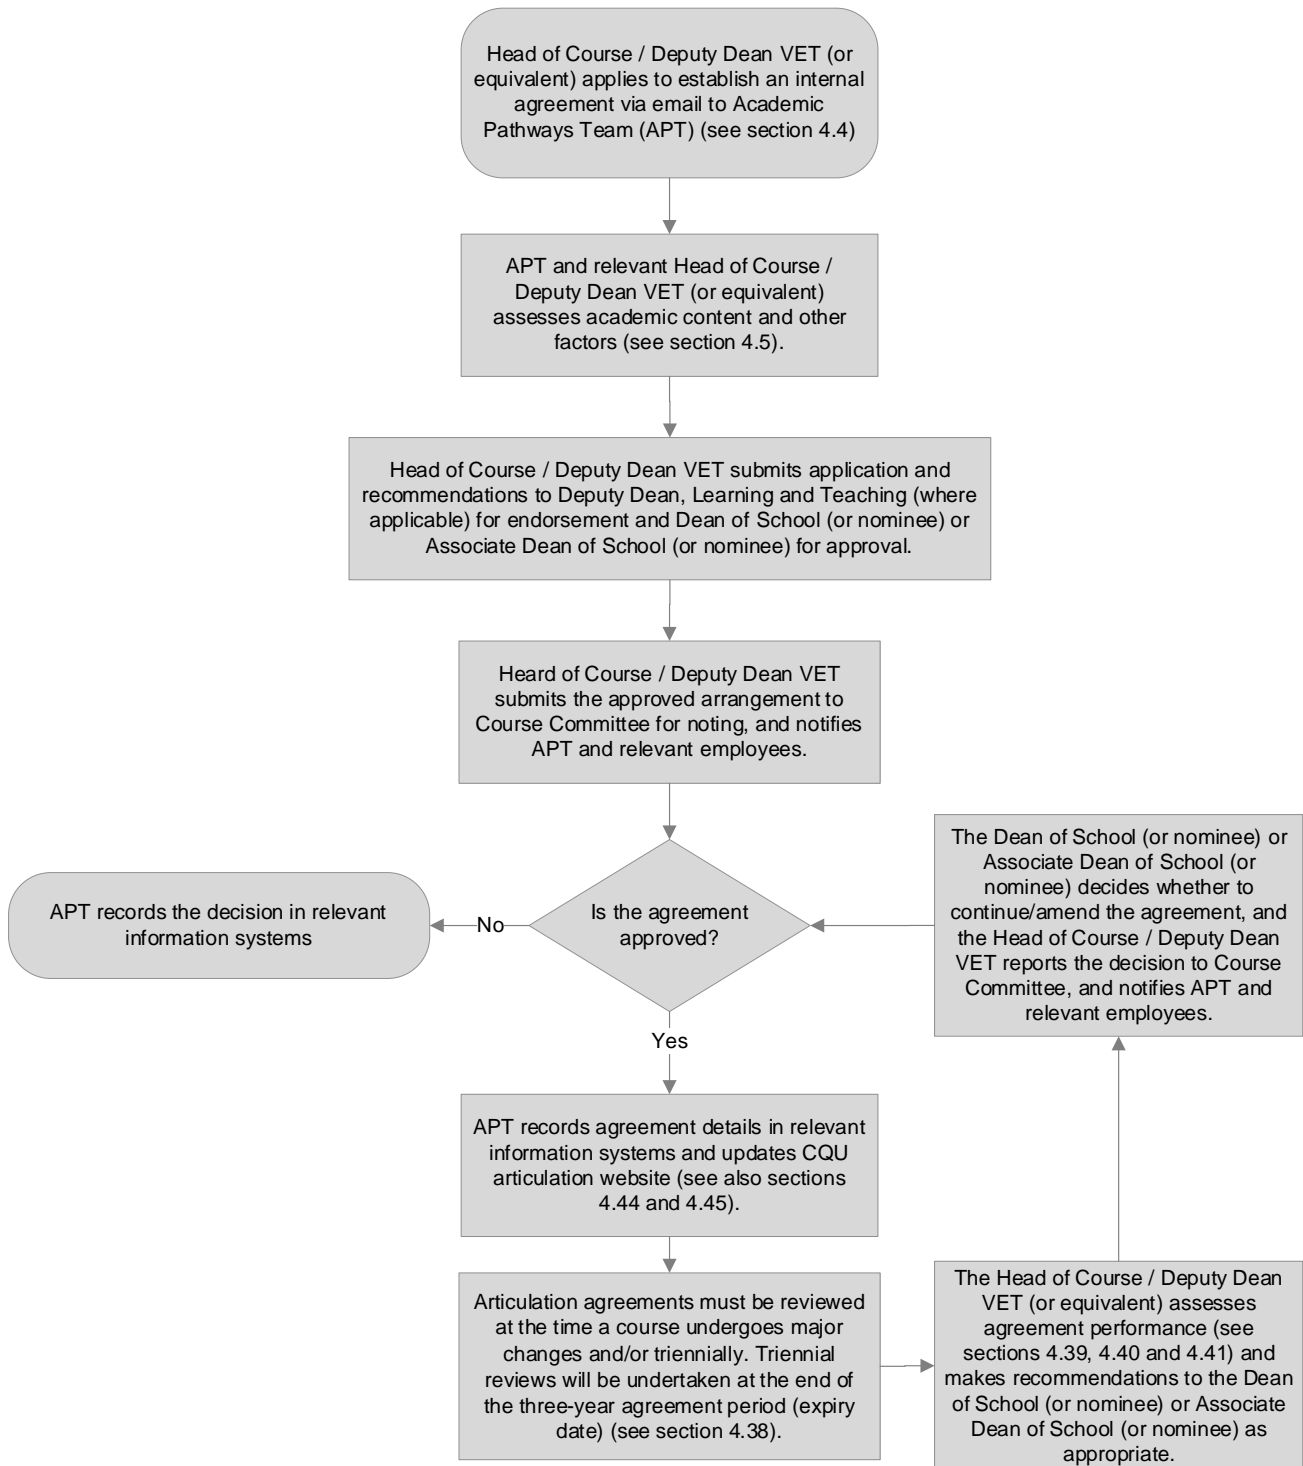 Head of Course / Deputy Dean VET (or
equivalent) applies to establish an internal
agreement via email to Academic
Pathways Team (APT) (see section 4.4)
APT and relevant Head of Course /
Deputy Dean VET (or equivalent)
assesses academic content and other
factors (see section 4.5).
Head of Course / Deputy Dean VET submits application and
recommendations to Deputy Dean, Learning and Teaching (where
applicable) for endorsement and Dean of School (or nominee) or
Associate Dean of School (or nominee) for approval.
Heard of Course / Deputy Dean VET
submits the approved arrangement to
Course Committee for noting, and notifies
APT and relevant employees.
Is the agreement
approved?
No
APT records the decision in relevant
information systems
Yes
APT records agreement details in relevant
information systems and updates CQU
articulation website (see also sections
4.44 and 4.45).
Articulation agreements must be reviewed
at the time a course undergoes major
changes and/or triennially. Triennial
reviews will be undertaken at the end of
the three-year agreement period (expiry
date) (see section 4.38).
The Head of Course / Deputy Dean
VET (or equivalent) assesses
agreement performance (see
sections 4.39, 4.40 and 4.41) and
makes recommendations to the Dean
of School (or nominee) or Associate
Dean of School (or nominee) as
appropriate.
The Dean of School (or nominee) or
Associate Dean of School (or
nominee) decides whether to
continue/amend the agreement, and
the Head of Course / Deputy Dean
VET reports the decision to Course
Committee, and notifies APT and
relevant employees.